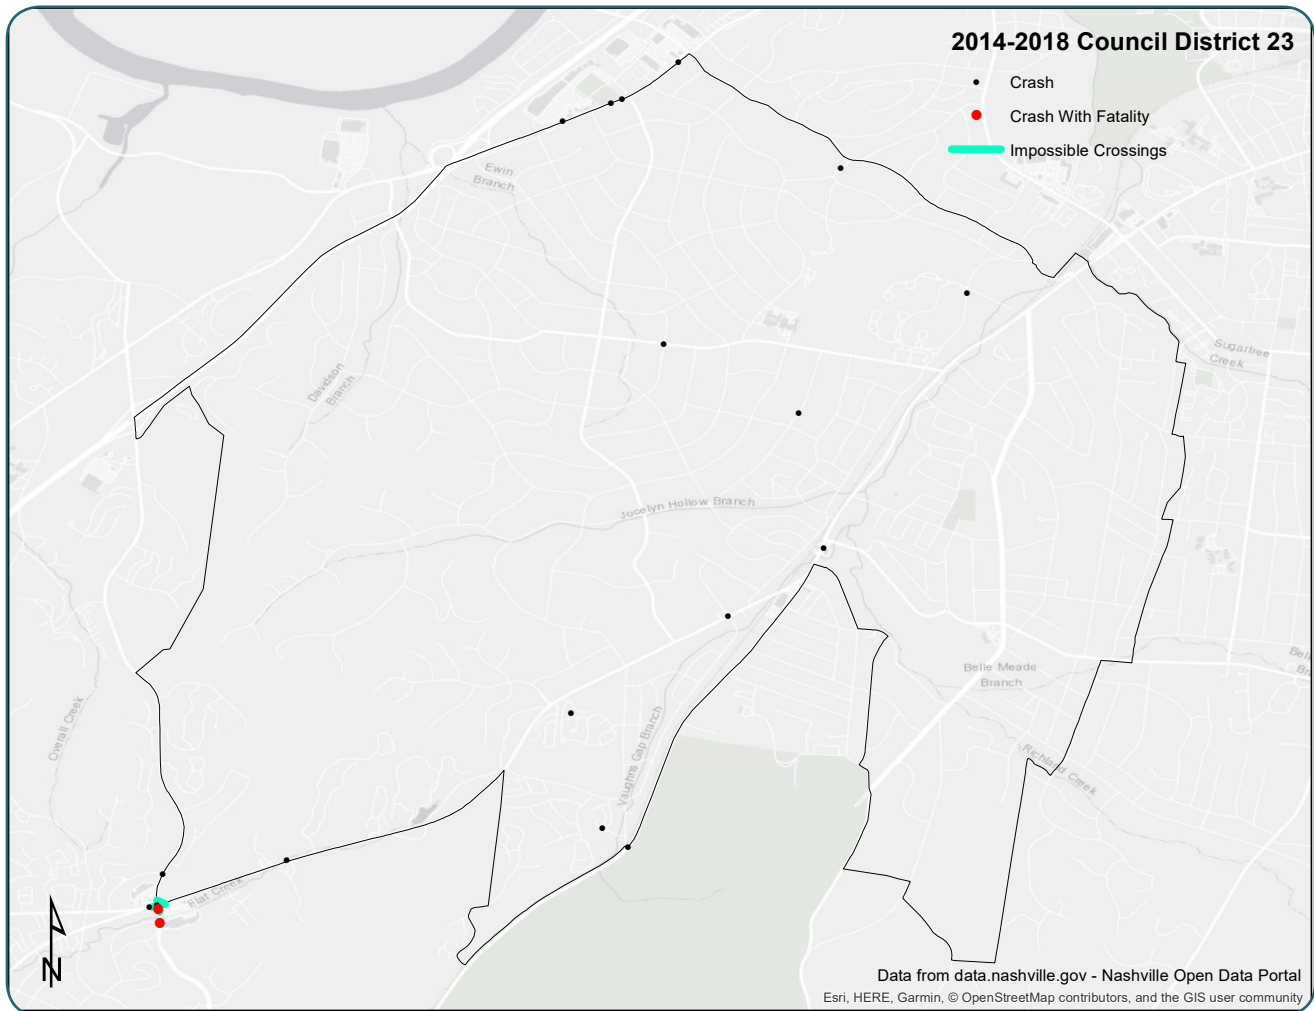 2014-2018 Council District 23
Crash
Crash With Fatality
Impossible Crossings
Ewin
Branch
Sugartree
Creek
Davidson
Branch
Jocelyn Hollow Branch
Belle Meade
Branch
Overall Creek
Vaughns Gap Branch
Richland Creek
Flat Creek
N
Data from data.nashville.gov - Nashville Open Data Portal
Esri, HERE, Garmin, © OpenStreetMap contributors, and the GIS user community